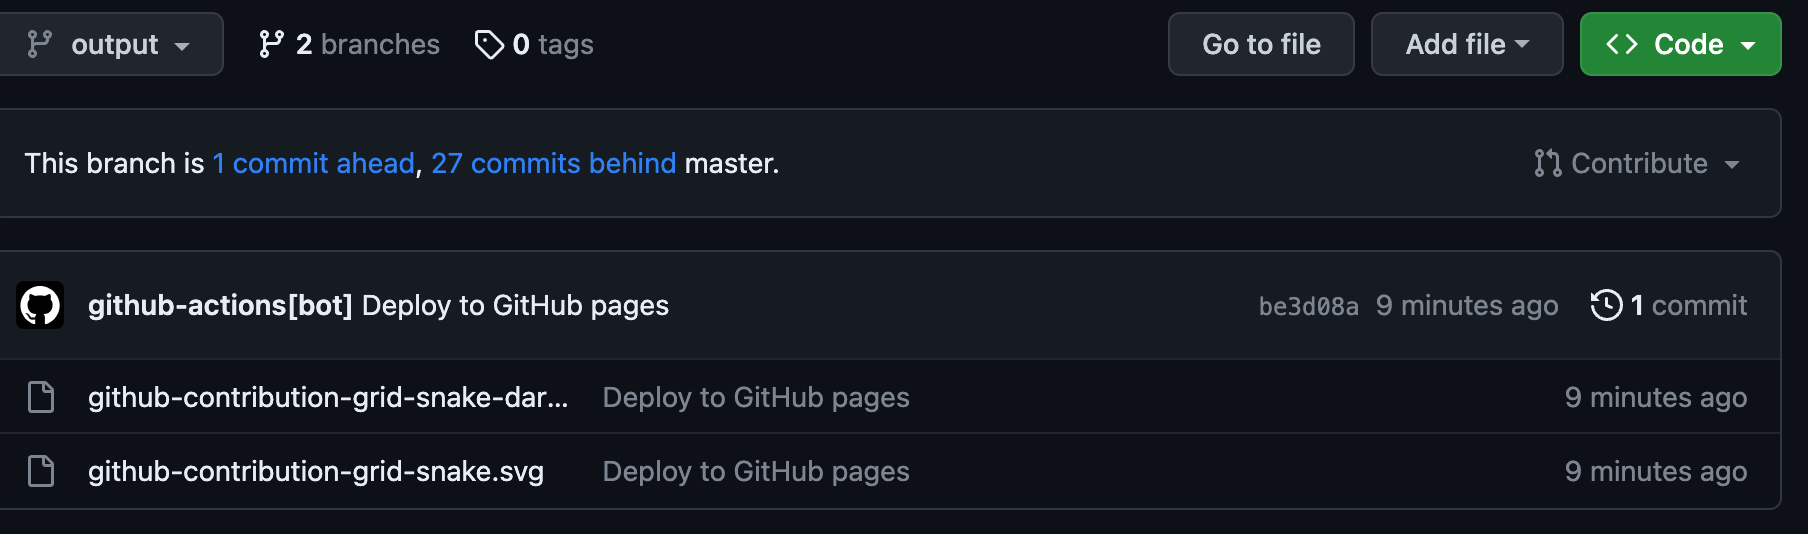 output 2 branches 0 tags Go to file Add file Code
This branch is 1 commit ahead, 27 commits behind master. Contribute
github-actions[bot] Deploy to GitHub pages be3d08a 9 minutes ago 1 commit
github-contribution-grid-snake-dar... Deploy to GitHub pages 9 minutes ago
github-contribution-grid-snake.svg Deploy to GitHub pages 9 minutes ago